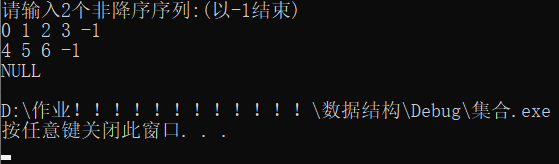 请输入2个非降序序列:(以-1结束)
0 1 2 3 -1
4 5 6 -1
NULL
D:\作业！！！！！！！！！！！！\数据结构\Debug\集合.exe
按任意键关闭此窗口. . .